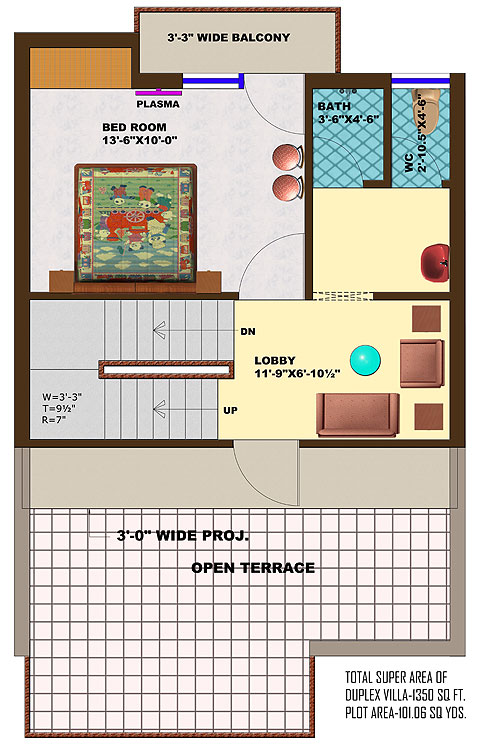 3'-3" WIDE BALCONY
PLASMA
BED ROOM
13'-6"X10'-0"
BATH
3'-6"X4'-6"
WC
2'-10.5"X4'-6"
DN
LOBBY
11'-9"X6'-10½"
W=3'-3"
T=9½"
R=7"
UP
3'-0" WIDE PROJ.
OPEN TERRACE
TOTAL SUPER AREA OF
DUPLEX VILLA-1350 SQ FT.
PLOT AREA-101.06 SQ YDS.